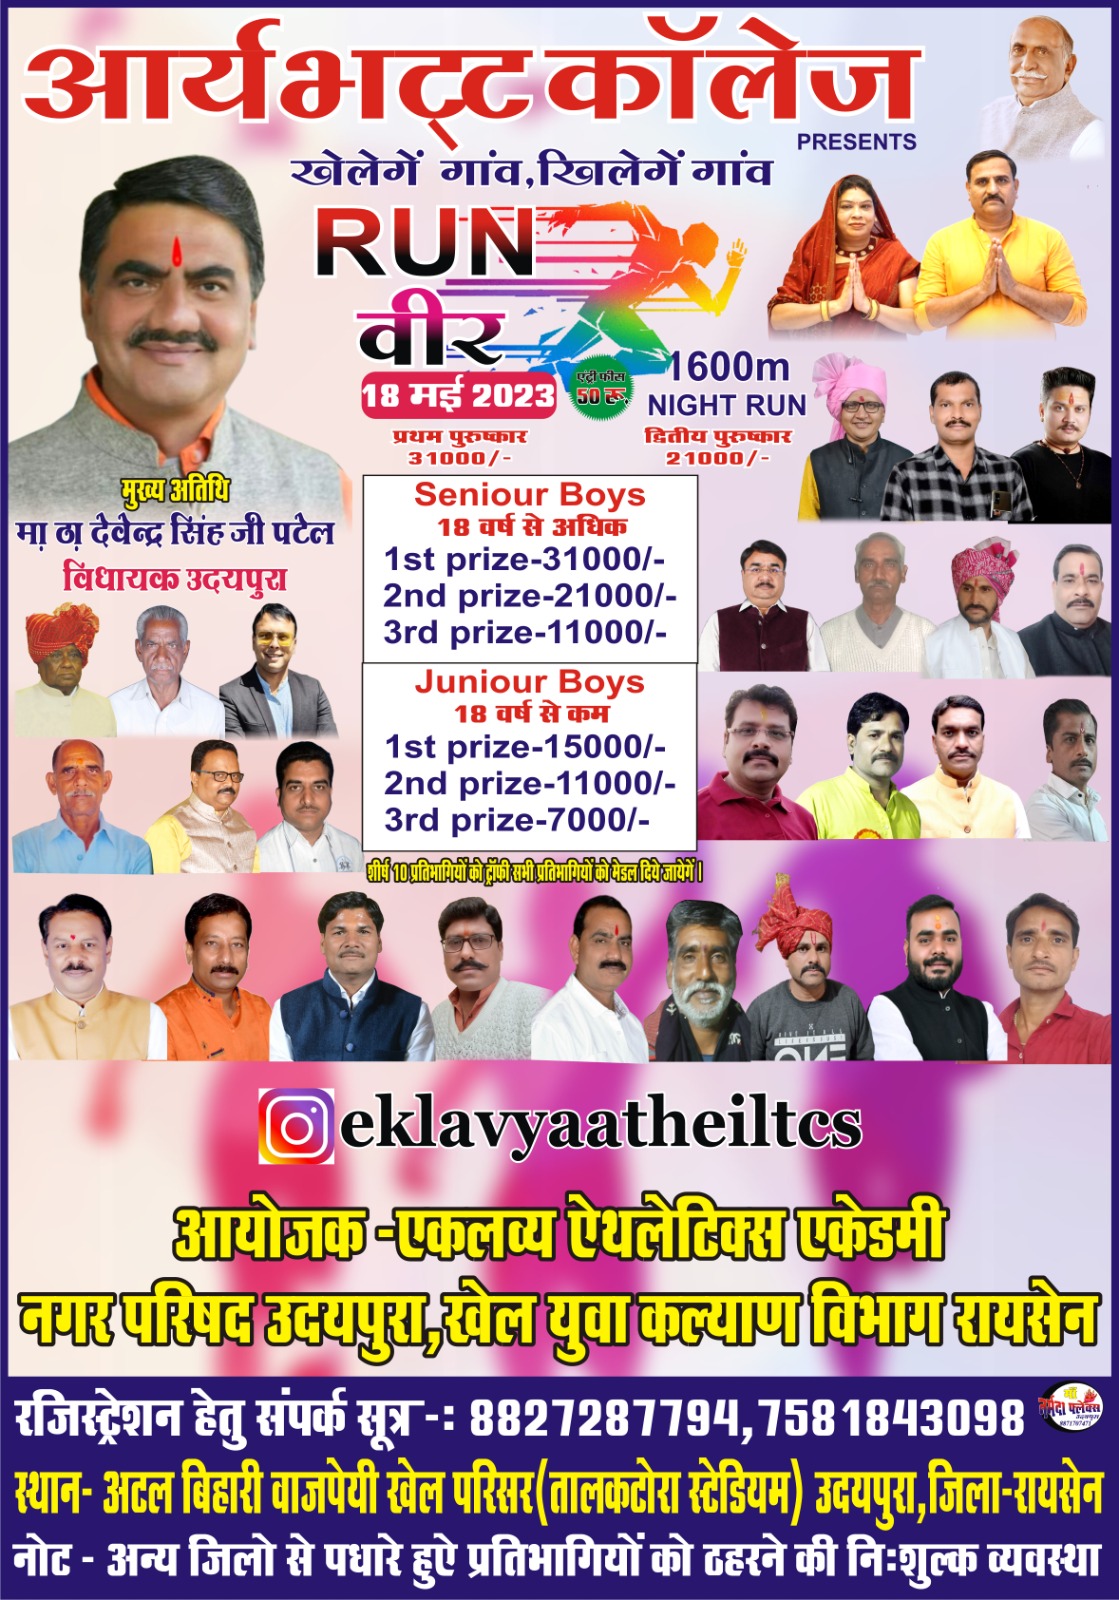 आर्यभट्ट कॉलेज
PRESENTS
खेलेगें गांव,खिलेगें गांव
RUN
वीर
18 मई 2023
एंट्री फीस
50 रु.
1600m
NIGHT RUN
प्रथम पुरुष्कार
31000/-
द्वितीय पुरुष्कार
21000/-
मुख्य अतिथि
मा़ ठा़ देवेन्द्र सिंह जी पटेल
विधायक उदयपुरा
Seniour Boys
18 वर्ष से अधिक
1st prize-31000/-
2nd prize-21000/-
3rd prize-11000/-
Juniour Boys
18 वर्ष से कम
1st prize-15000/-
2nd prize-11000/-
3rd prize-7000/-
शीर्ष 10 प्रतिभागियों को ट्रॉफी सभी प्रतिभागियों को मेडल दिये जायेगें ।
eklavyaatheiltcs
आयोजक -एकलव्य ऐथलेटिक्स एकेडमी
नगर परिषद उदयपुरा,खेल युवा कल्याण विभाग रायसेन
रजिस्ट्रेशन हेतु संपर्क सूत्र -: 8827287794,7581843098
माँ
नर्मदा फ्लेक्स
स्थान- अटल बिहारी वाजपेयी खेल परिसर(तालकटोरा स्टेडियम) उदयपुरा,जिला-रायसेन
नोट - अन्य जिलो से पधारे हुऐ प्रतिभागियों को ठहरने की निःशुल्क व्यवस्था